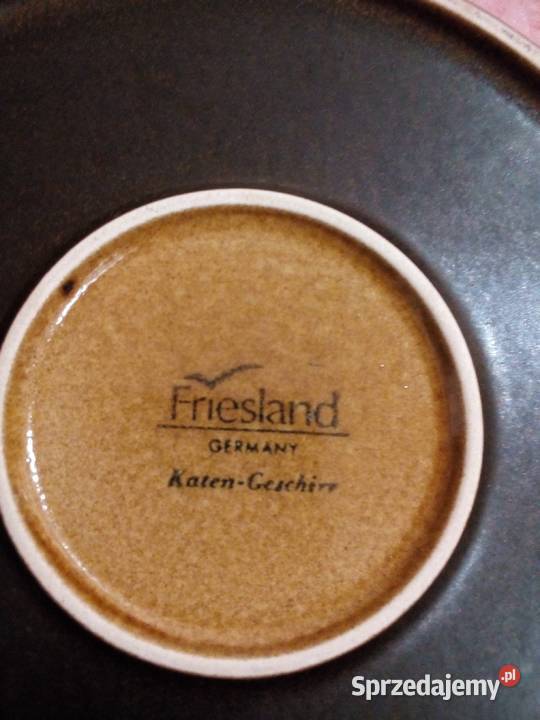 Friesland
GERMANY
Katen-Geschirr
Sprzedajemy.pl